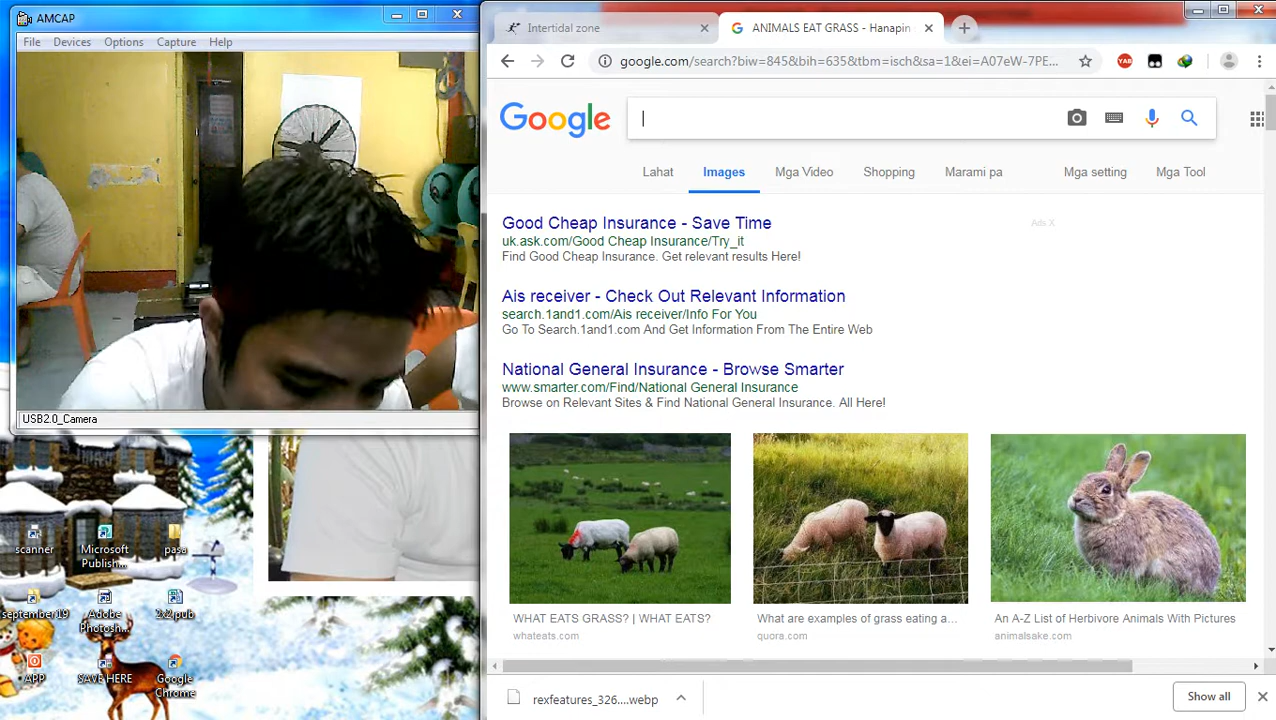 AMCAP
File Devices Options Capture Help
USB2.0_Camera
scanner
Microsoft Publish...
pasa
september19
Adobe Photosh...
2x2.pub
APP
SAVE HERE
Google Chrome
Intertidal zone
ANIMALS EAT GRASS - Hanapin
google.com/search?biw=845&bih=635&tbm=isch&sa=1&ei=A07eW-7PE...
YAB
Google
Lahat Images Mga Video Shopping Marami pa Mga setting Mga Tool
Good Cheap Insurance - Save Time
Ads X
uk.ask.com/Good Cheap Insurance/Try_it
Find Good Cheap Insurance. Get relevant results Here!
Ais receiver - Check Out Relevant Information
search.1and1.com/Ais receiver/Info For You
Go To Search.1and1.com And Get Information From The Entire Web
National General Insurance - Browse Smarter
www.smarter.com/Find/National General Insurance
Browse on Relevant Sites & Find National General Insurance. All Here!
WHAT EATS GRASS? | WHAT EATS?
whateats.com
What are examples of grass eating a...
quora.com
An A-Z List of Herbivore Animals With Pictures
animalsake.com
rexfeatures_326....webp
Show all